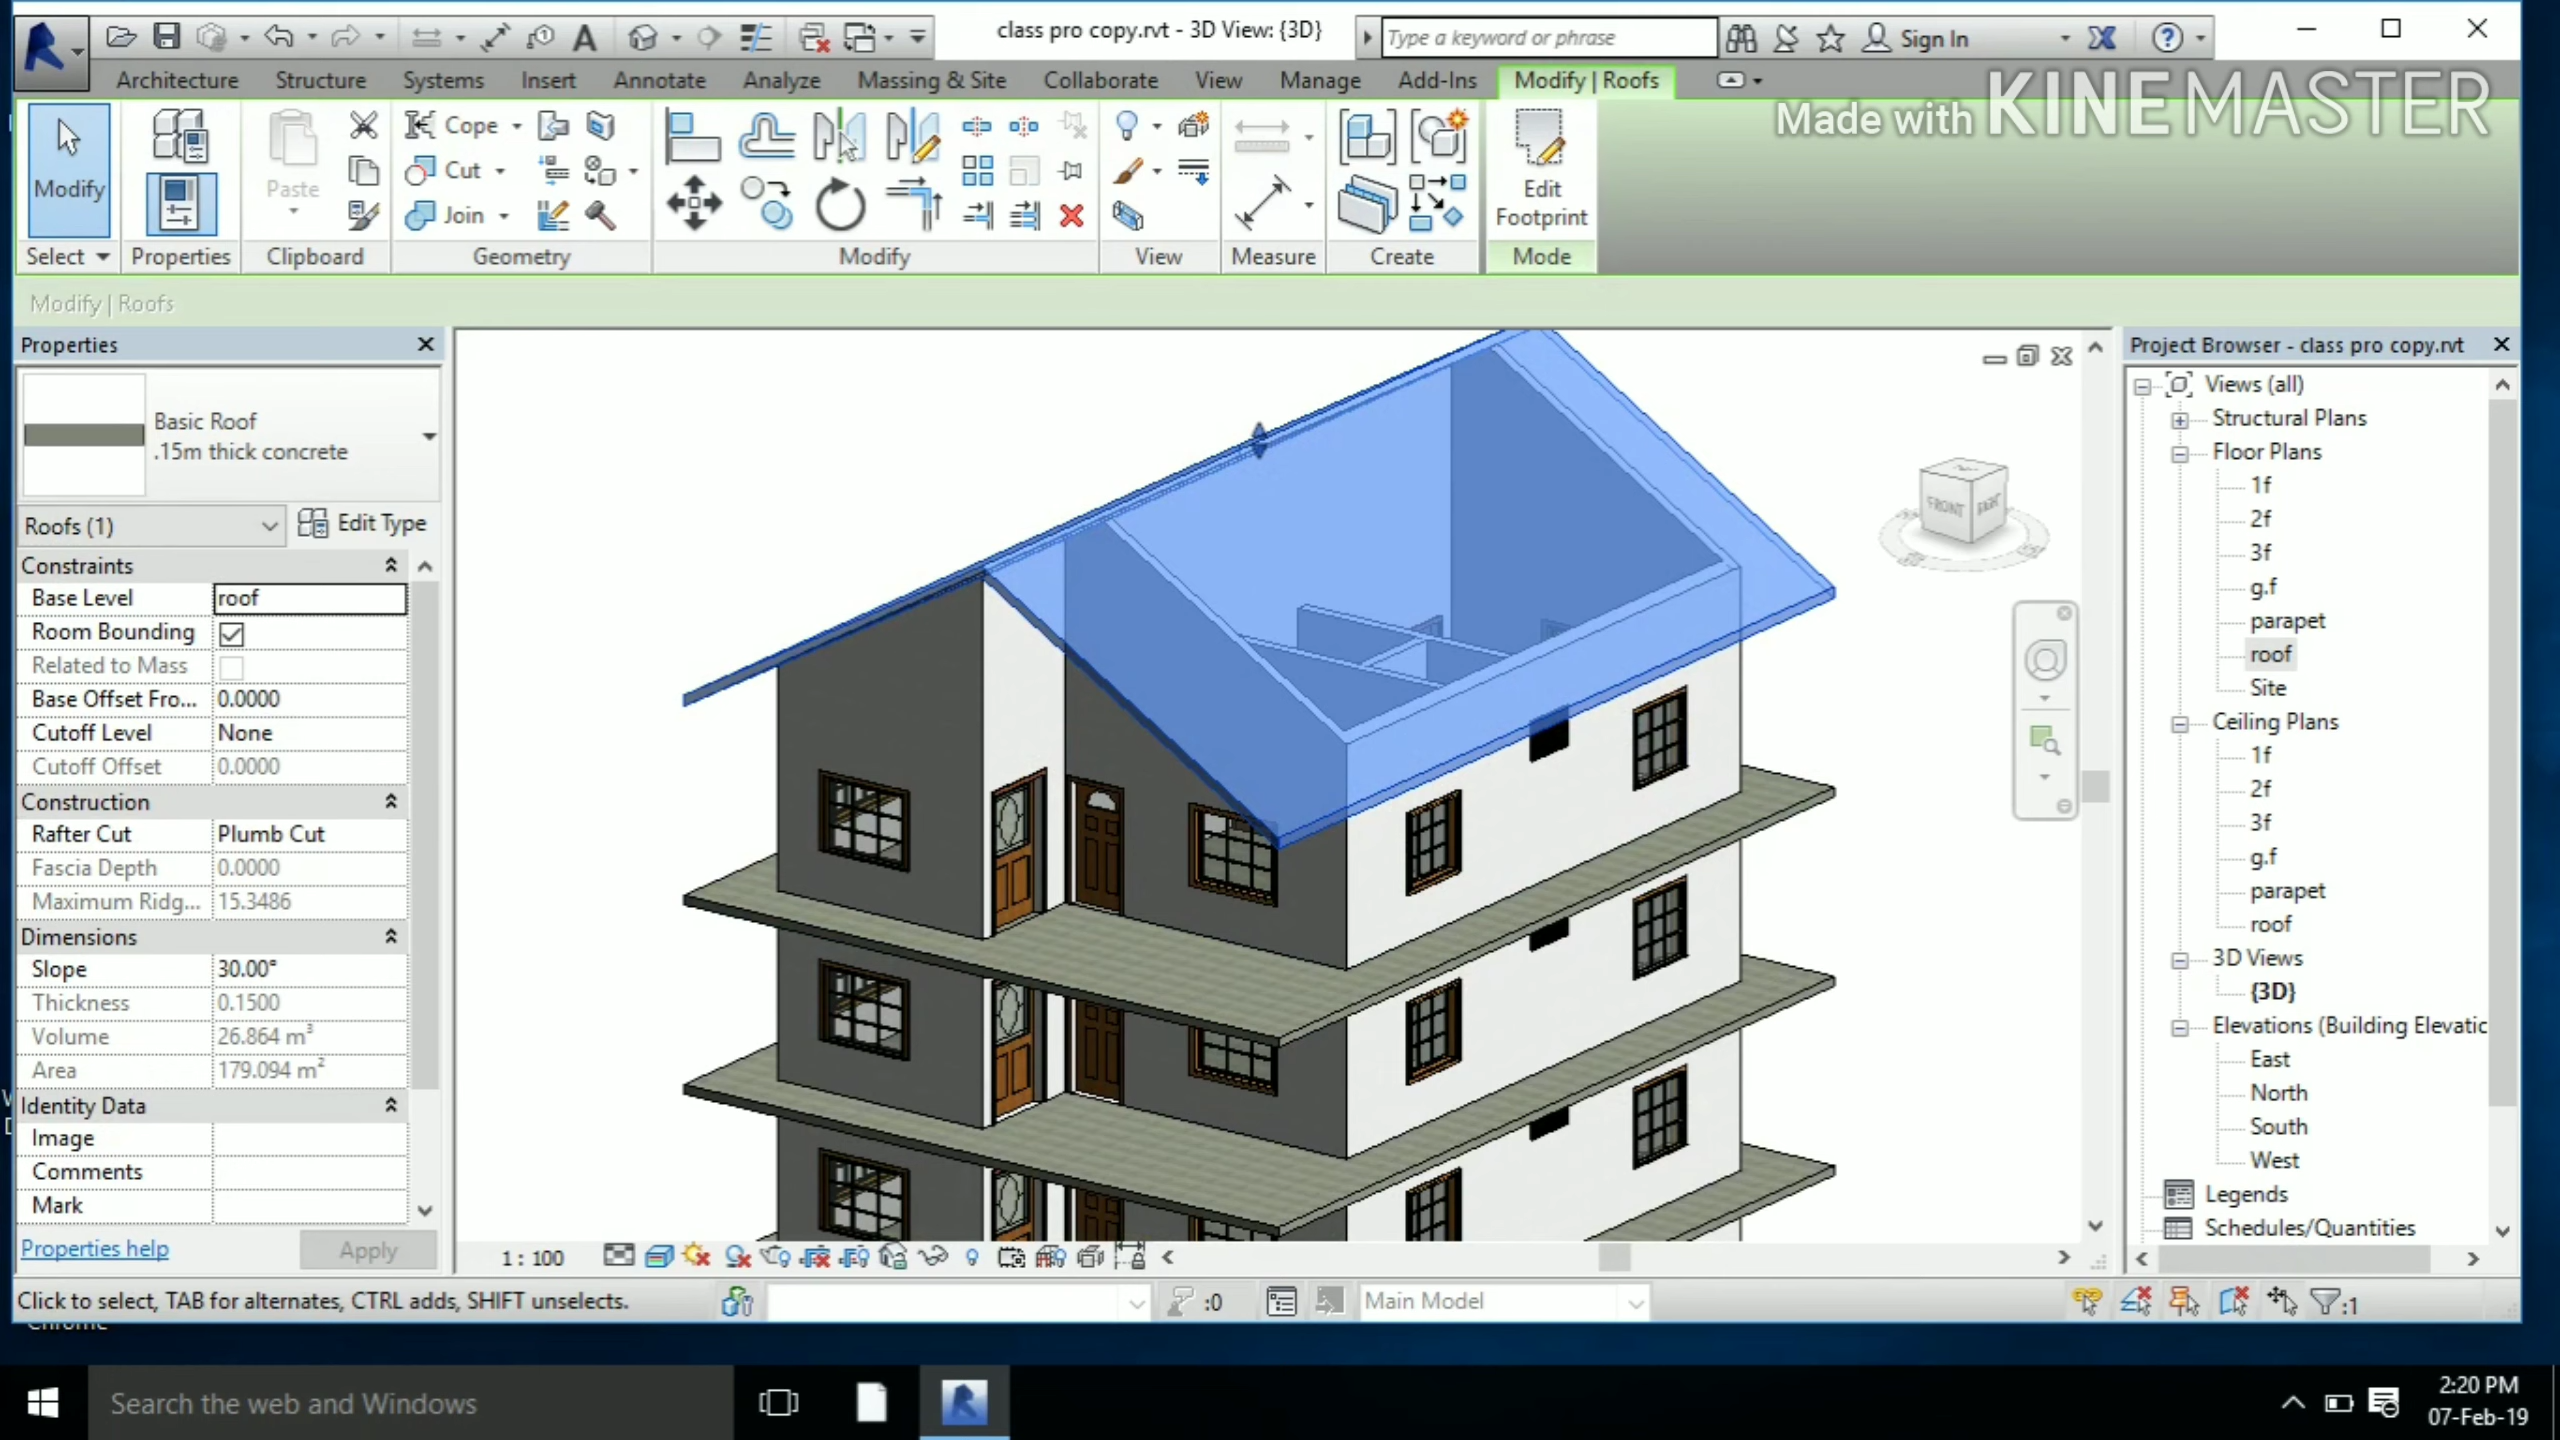 class pro copy.rvt - 3D View: {3D}
Type a keyword or phrase
Sign In
Architecture Structure Systems Insert Annotate Analyze Massing & Site Collaborate View Manage Add-Ins Modify | Roofs
Made with KINEMASTER
Modify
Paste
Cope
Cut
Join
Edit
Footprint
Select Properties Clipboard Geometry Modify View Measure Create Mode
Modify | Roofs
Properties
Basic Roof
.15m thick concrete
Roofs (1)
Edit Type
Constraints
Base Level roof
Room Bounding
Related to Mass
Base Offset Fro... 0.0000
Cutoff Level None
Cutoff Offset 0.0000
Construction
Rafter Cut Plumb Cut
Fascia Depth 0.0000
Maximum Ridg... 15.3486
Dimensions
Slope 30.00°
Thickness 0.1500
Volume 26.864 m³
Area 179.094 m²
Identity Data
Image
Comments
Mark
Properties help
Apply
FRONT
1 : 100
Project Browser - class pro copy.rvt
Views (all)
Structural Plans
Floor Plans
1f
2f
3f
g.f
parapet
roof
Site
Ceiling Plans
1f
2f
3f
g.f
parapet
roof
3D Views
{3D}
Elevations (Building Elevatic
East
North
South
West
Legends
Schedules/Quantities
Click to select, TAB for alternates, CTRL adds, SHIFT unselects.
:0
Main Model
:1
Search the web and Windows
2:20 PM
07-Feb-19